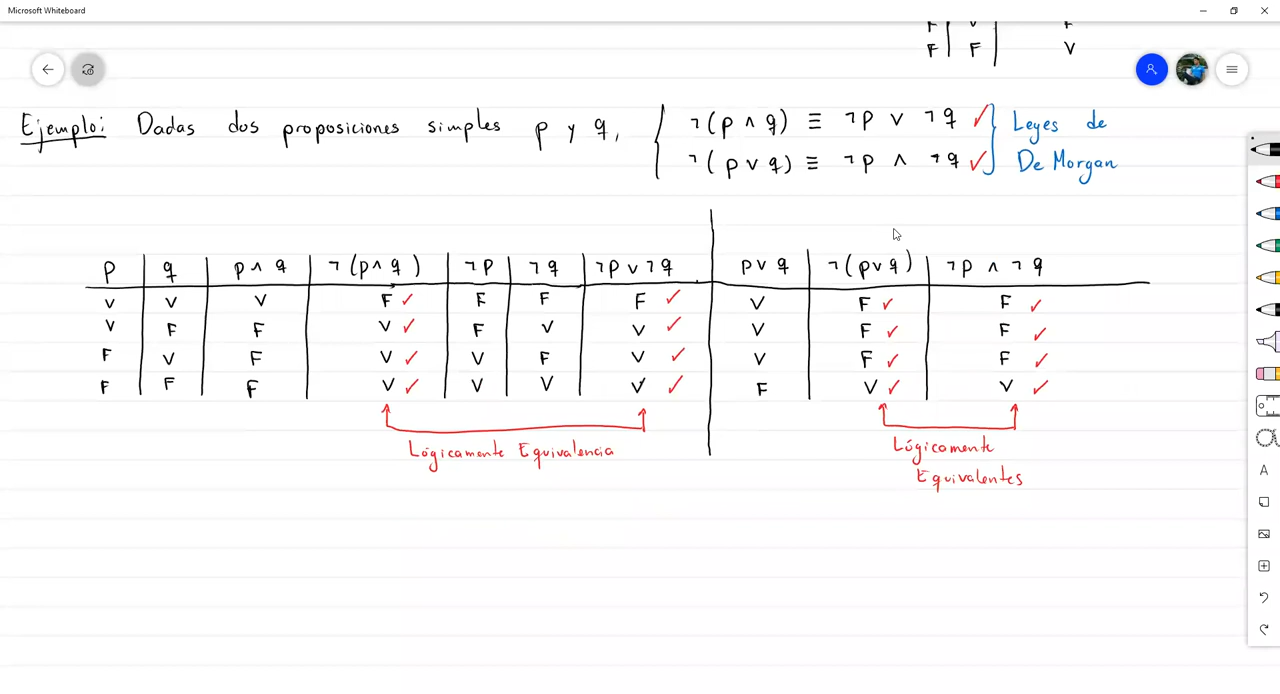 Microsoft Whiteboard
F V F
F F V
Ejemplo: Dadas dos proposiciones simples p y q, ¬(p ∧ q) ≡ ¬p ∨ ¬q ✓ Leyes de
¬(p ∨ q) ≡ ¬p ∧ ¬q ✓ De Morgan
p q p ∧ q ¬(p ∧ q) ¬p ¬q ¬p ∨ ¬q p ∨ q ¬(p ∨ q) ¬p ∧ ¬q
V V V F ✓ F F F ✓ V F ✓ F ✓
V F F V ✓ F V V ✓ V F ✓ F ✓
F V F V ✓ V F V ✓ V F ✓ F ✓
F F F V ✓ V V V ✓ F V ✓ V ✓
Lógicamente Equivalencia Lógicamente
Equivalentes
A